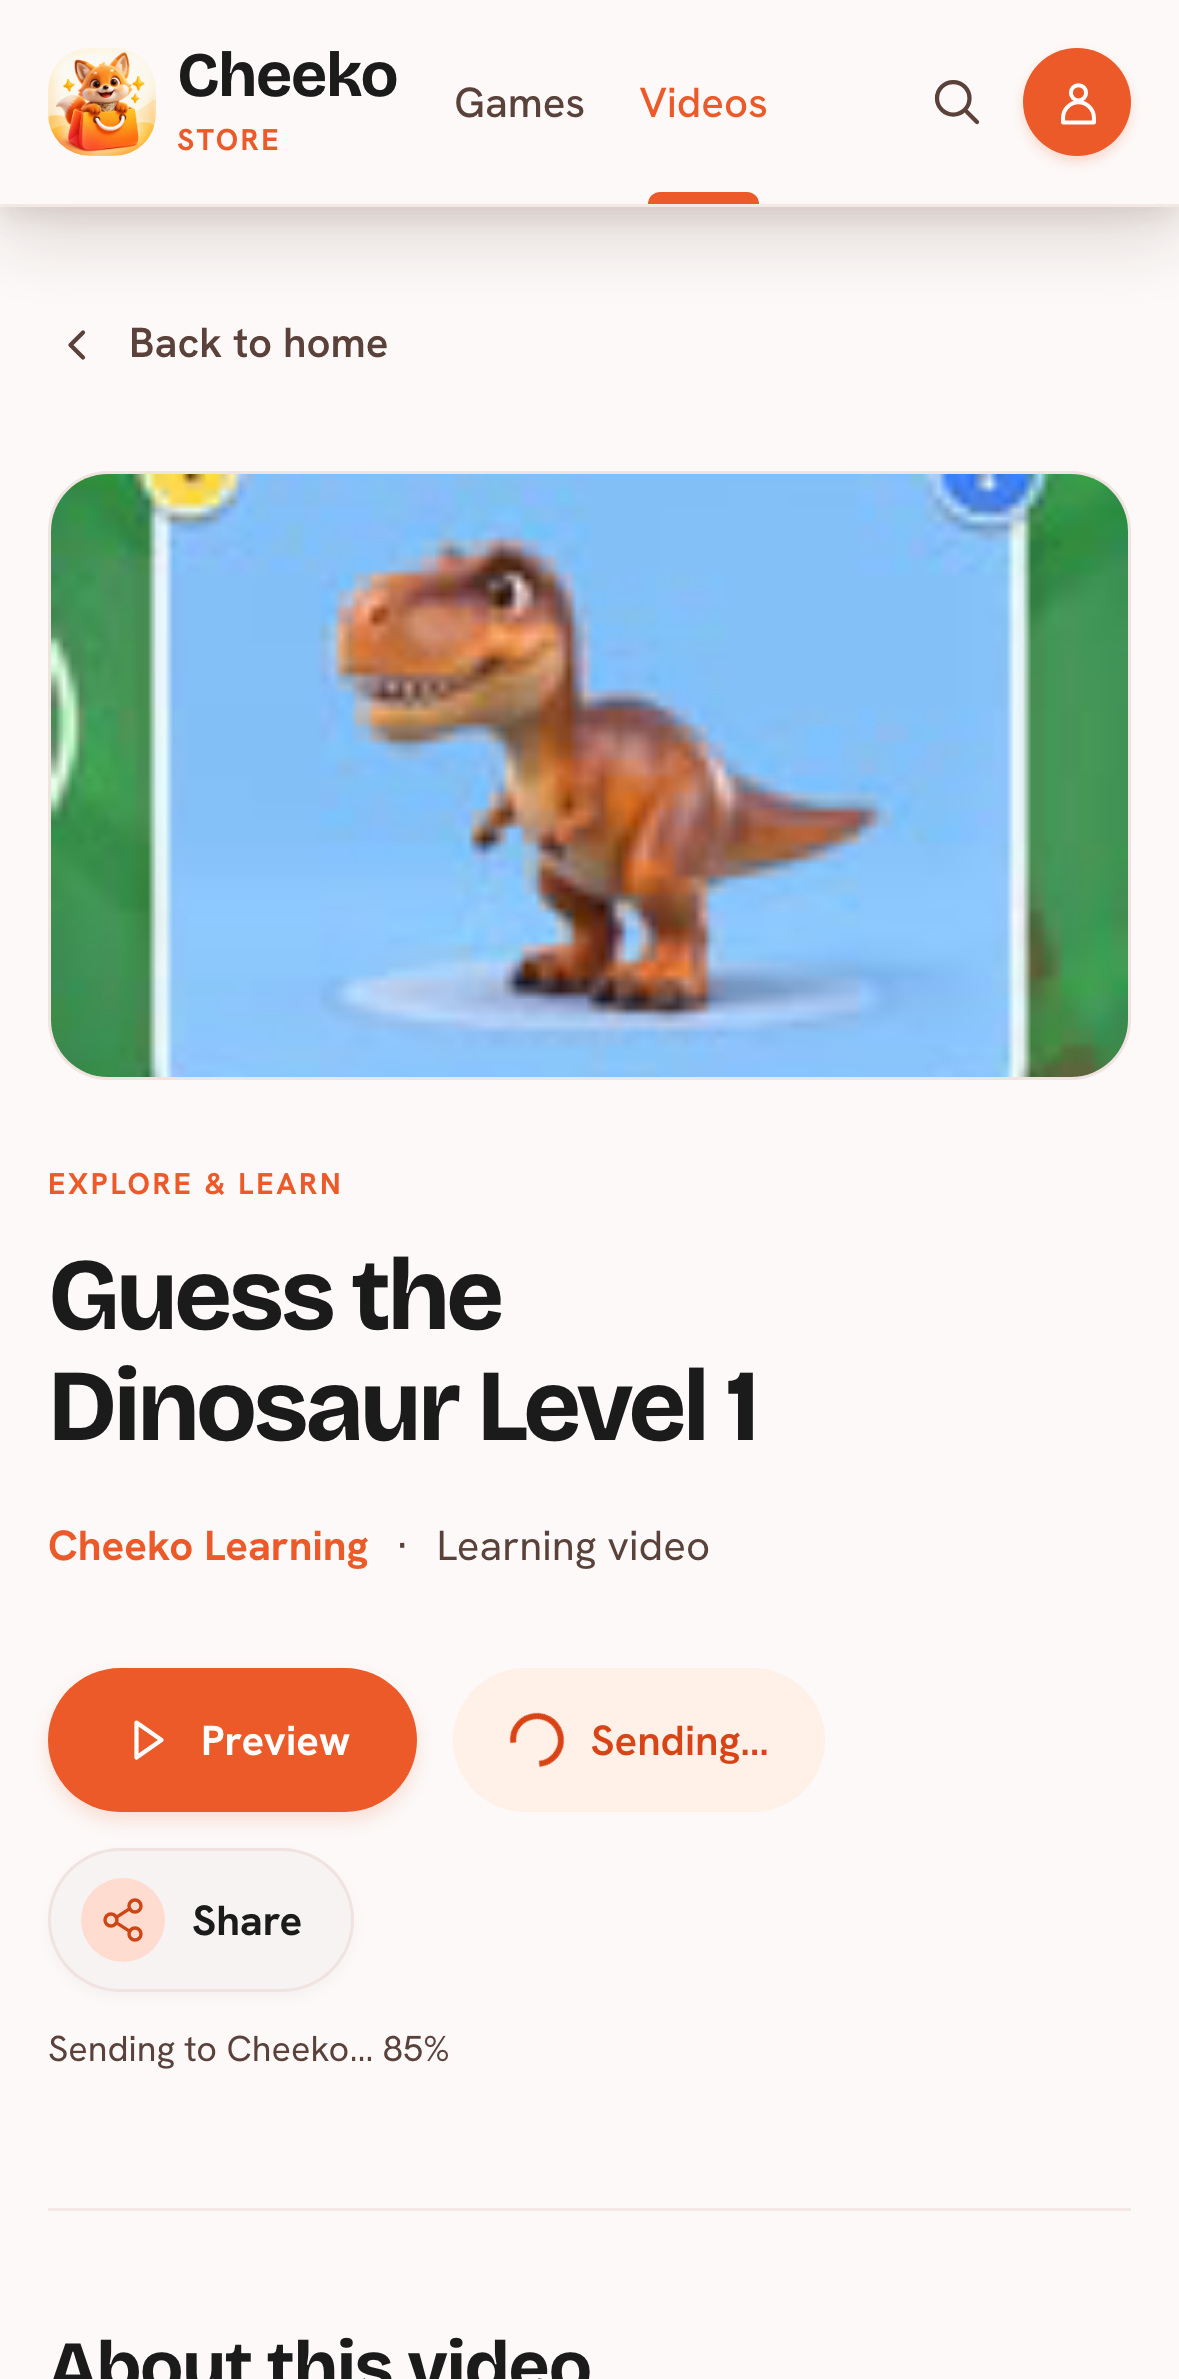 Cheeko
STORE
Games
Videos
Back to home
EXPLORE & LEARN
Guess the
Dinosaur Level 1
Cheeko Learning · Learning video
Preview
Sending...
Share
Sending to Cheeko... 85%
About this video